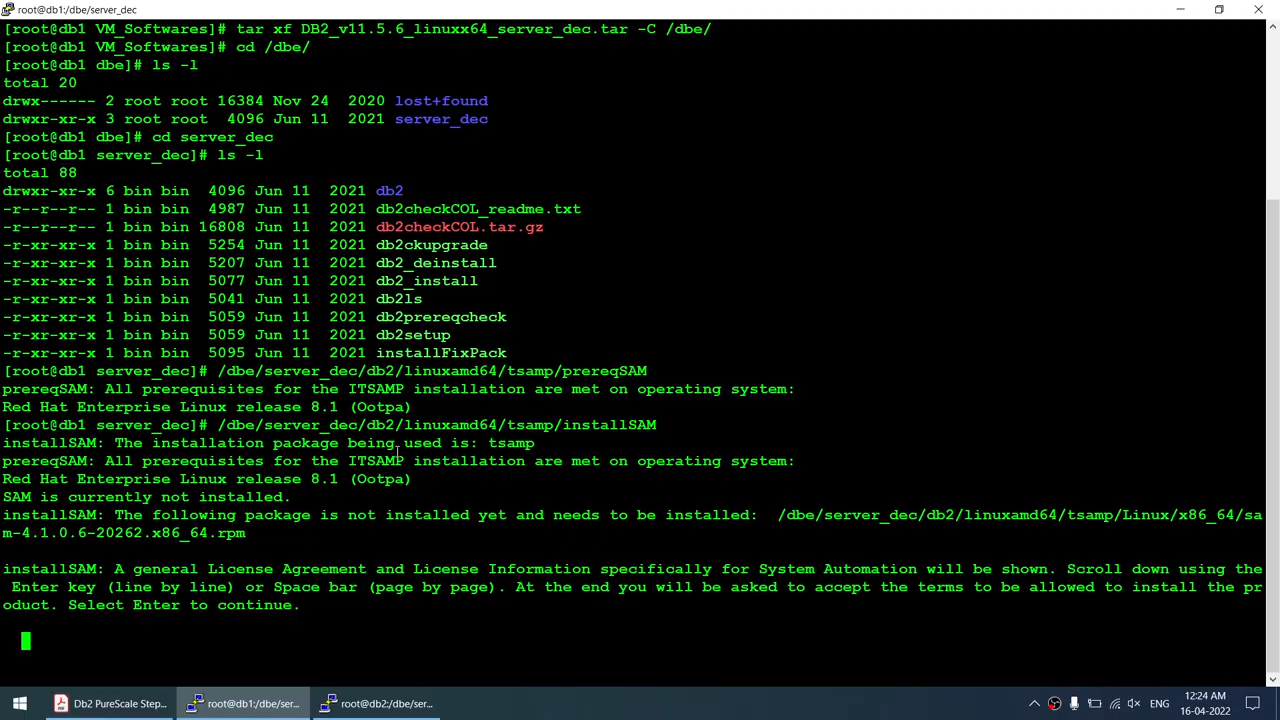 root@db1:/dbe/server_dec
[root@db1 VM_Softwares]# tar xf DB2_v11.5.6_linuxx64_server_dec.tar -C /dbe/
[root@db1 VM_Softwares]# cd /dbe/
[root@db1 dbe]# ls -l
total 20
drwx------ 2 root root 16384 Nov 24  2020 lost+found
drwxr-xr-x 3 root root  4096 Jun 11  2021 server_dec
[root@db1 dbe]# cd server_dec
[root@db1 server_dec]# ls -l
total 88
drwxr-xr-x 6 bin bin  4096 Jun 11  2021 db2
-r--r--r-- 1 bin bin  4987 Jun 11  2021 db2checkCOL_readme.txt
-r--r--r-- 1 bin bin 16808 Jun 11  2021 db2checkCOL.tar.gz
-r-xr-xr-x 1 bin bin  5254 Jun 11  2021 db2ckupgrade
-r-xr-xr-x 1 bin bin  5207 Jun 11  2021 db2_deinstall
-r-xr-xr-x 1 bin bin  5077 Jun 11  2021 db2_install
-r-xr-xr-x 1 bin bin  5041 Jun 11  2021 db2ls
-r-xr-xr-x 1 bin bin  5059 Jun 11  2021 db2prereqcheck
-r-xr-xr-x 1 bin bin  5059 Jun 11  2021 db2setup
-r-xr-xr-x 1 bin bin  5095 Jun 11  2021 installFixPack
[root@db1 server_dec]# /dbe/server_dec/db2/linuxamd64/tsamp/prereqSAM
prereqSAM: All prerequisites for the ITSAMP installation are met on operating system:
Red Hat Enterprise Linux release 8.1 (Ootpa)
[root@db1 server_dec]# /dbe/server_dec/db2/linuxamd64/tsamp/installSAM
installSAM: The installation package being used is: tsamp
prereqSAM: All prerequisites for the ITSAMP installation are met on operating system:
Red Hat Enterprise Linux release 8.1 (Ootpa)
SAM is currently not installed.
installSAM: The following package is not installed yet and needs to be installed:  /dbe/server_dec/db2/linuxamd64/tsamp/Linux/x86_64/sa
m-4.1.0.6-20262.x86_64.rpm
installSAM: A general License Agreement and License Information specifically for System Automation will be shown. Scroll down using the
 Enter key (line by line) or Space bar (page by page). At the end you will be asked to accept the terms to be allowed to install the pr
oduct. Select Enter to continue.
Db2 PureScale Step...
root@db1:/dbe/ser...
root@db2:/dbe/ser...
ENG
12:24 AM
16-04-2022